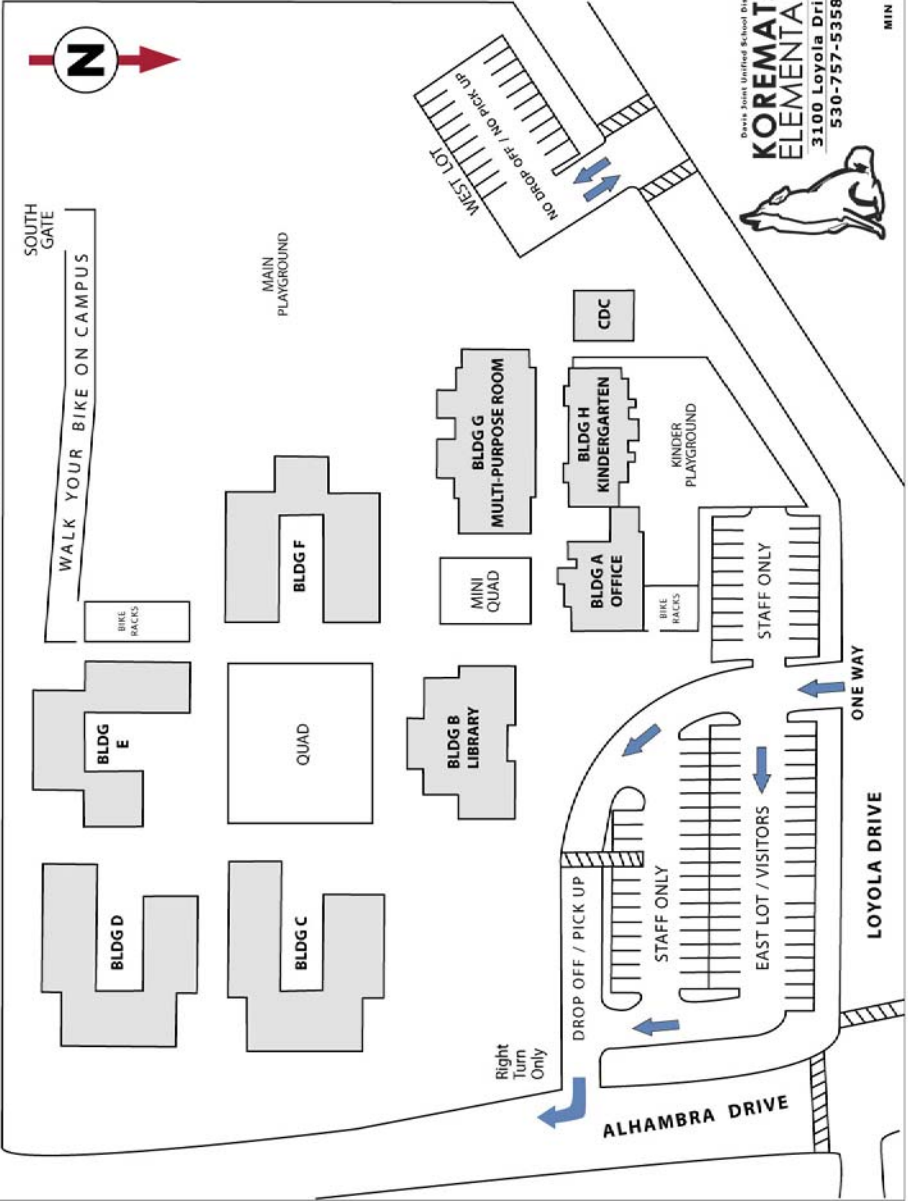 N
SOUTH
GATE
WALK YOUR BIKE ON CAMPUS
MAIN
PLAYGROUND
WEST LOT
NO DROP OFF / NO PICK UP
Davis Joint Unified School Dis
KOREMAT
ELEMENTA
3100 Loyola Dri
530-757-5358
MIN
BIKE
RACKS
BLDG F
BLDG G
MULTI-PURPOSE ROOM
CDC
BLDG H
KINDERGARTEN
KINDER
PLAYGROUND
MINI
QUAD
BLDG A
OFFICE
BIKE
RACKS
STAFF ONLY
BLDG
E
QUAD
BLDG B
LIBRARY
ONE WAY
BLDG D
BLDG C
DROP OFF / PICK UP
STAFF ONLY
EAST LOT / VISITORS
LOYOLA DRIVE
Right
Turn
Only
ALHAMBRA DRIVE
C